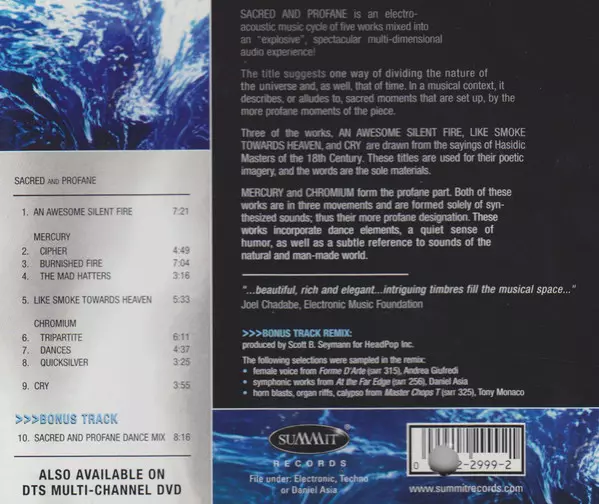 SACRED AND PROFANE is an electro-
acoustic music cycle of five works mixed into
an "explosive", spectacular multi-dimensional
audio experience!
The title suggests one way of dividing the nature of
the universe and, as well, that of time. In a musical context, it
describes, or alludes to, sacred moments that are set up, by the
more profane moments of the piece.
Three of the works, AN AWESOME SILENT FIRE, LIKE SMOKE
TOWARDS HEAVEN, and CRY are drawn from the sayings of Hasidic
Masters of the 18th Century. These titles are used for their poetic
imagery, and the words are the sole materials.
MERCURY and CHROMIUM form the profane part. Both of these
works are in three movements and are formed solely of syn-
thesized sounds; thus their more profane designation. These
works incorporate dance elements, a quiet sense of
humor, as well as a subtle reference to sounds of the
natural and man-made world.
"...beautiful, rich and elegant...intriguing timbres fill the musical space..."
Joel Chadabe, Electronic Music Foundation
>>>BONUS TRACK REMIX:
produced by Scott B. Seymann for HeadPop Inc.
The following selections were sampled in the remix:
• female voice from Forme D'Arte (SMT 315), Andrea Giufredi
• symphonic works from At the Far Edge (SMT 256), Daniel Asia
• horn blasts, organ riffs, calypso from Master Chops T (SMT 325), Tony Monaco
SACRED AND PROFANE
1. AN AWESOME SILENT FIRE 7:21
MERCURY
2. CIPHER 4:49
3. BURNISHED FIRE 7:04
4. THE MAD HATTERS 3:16
5. LIKE SMOKE TOWARDS HEAVEN 5:33
CHROMIUM
6. TRIPARTITE 6:11
7. DANCES 4:37
8. QUICKSILVER 3:25
9. CRY 3:55
>>>BONUS TRACK
10. SACRED AND PROFANE DANCE MIX 8:16
ALSO AVAILABLE ON
DTS MULTI-CHANNEL DVD
SUMMIT
RECORDS
File under: Electronic, Techno
or Daniel Asia
2-2999-2
www.summitrecords.com